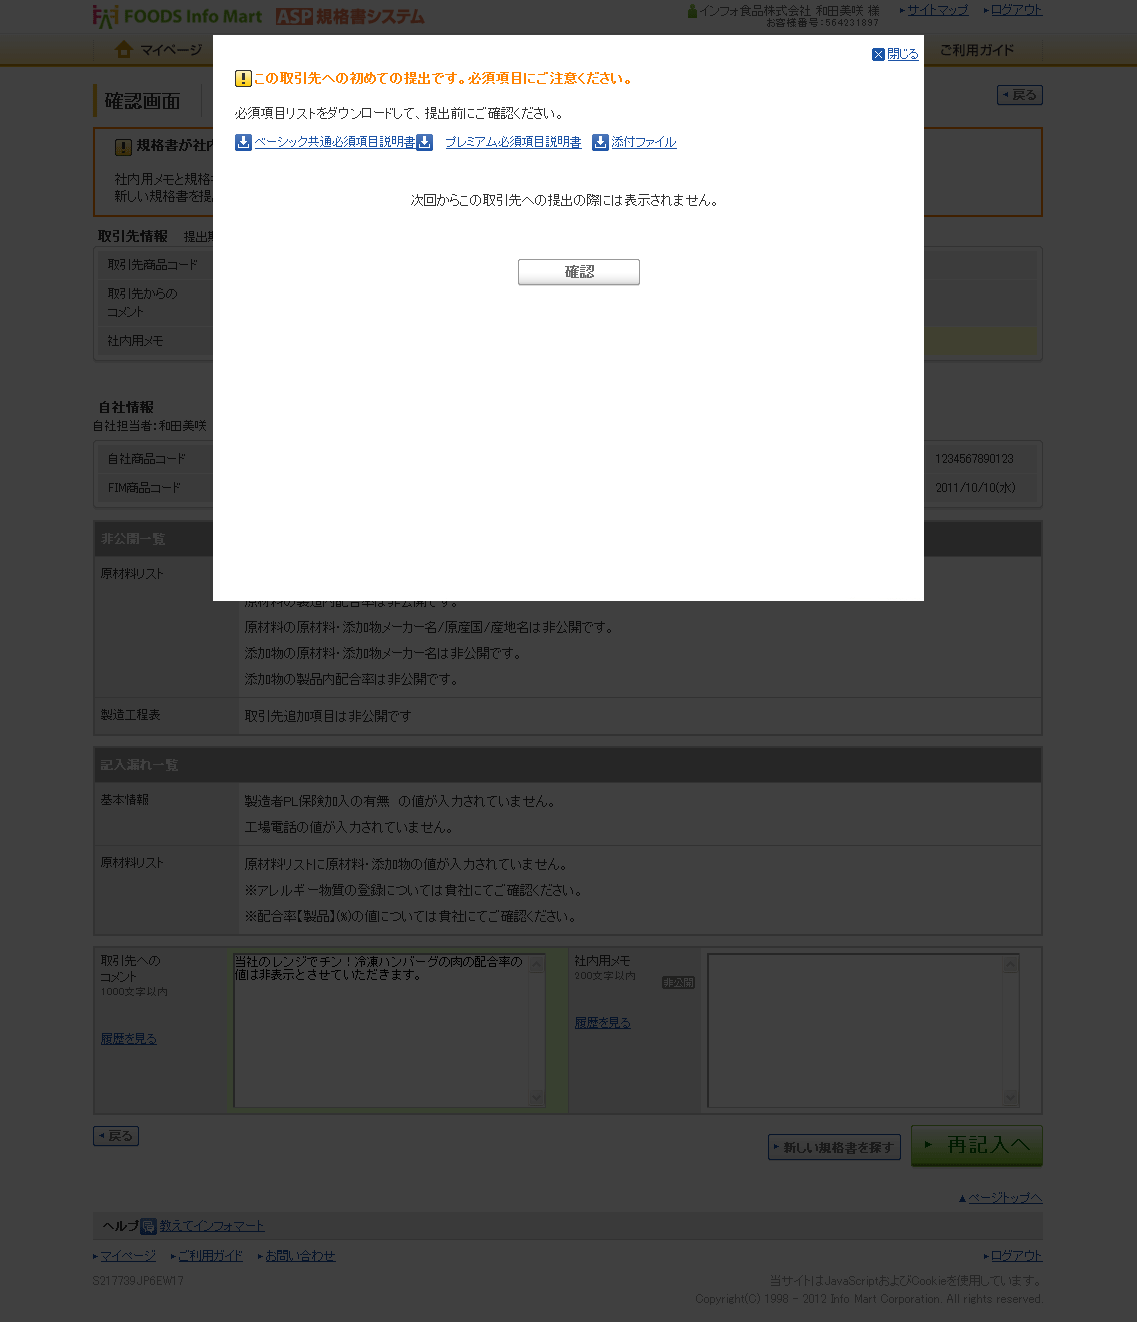 FOODS Info Mart ASP規格書システム
インフォ食品株式会社 和田美咲 様
お客様番号:564231897
サイトマップ
ログアウト
マイページ
ご利用ガイド
閉じる
この取引先への初めての提出です。必須項目にご注意ください。
必須項目リストをダウンロードして、提出前にご確認ください。
ベーシック共通必須項目説明書 プレミアム必須項目説明書 添付ファイル
次回からこの取引先への提出の際には表示されません。
確認
確認画面
戻る
規格書が社内
社内用メモと規格
新しい規格書を提
取引先情報 提出
取引先商品コード
取引先からの
コメント
社内用メモ
自社情報
自社担当者:和田美咲
自社商品コード
1234567890123
FIM商品コード
2011/10/10(水)
非公開一覧
原材料リスト
原材料の製造内配合率は非公開です。
原材料の原材料・添加物メーカー名/原産国/産地名は非公開です。
添加物の原材料・添加物メーカー名は非公開です。
添加物の製品内配合率は非公開です。
製造工程表
取引先追加項目は非公開です
記入漏れ一覧
基本情報
製造者PL保険加入の有無 の値が入力されていません。
工場電話の値が入力されていません。
原材料リスト
原材料リストに原材料・添加物の値が入力されていません。
※アレルギー物質の登録については貴社にてご確認ください。
※配合率【製品】(%)の値については貴社にてご確認ください。
取引先への
コメント
1000文字以内
履歴を見る
当社のレンジでチン!冷凍ハンバーグの肉の配合率の
値は非表示とさせていただきます。
社内用メモ
200文字以内
非公開
履歴を見る
戻る
新しい規格書を探す
再記入へ
▲ページトップへ
ヘルプ 教えてインフォマート
マイページ ご利用ガイド お問い合わせ
ログアウト
S217739JP6EW17
当サイトはJavaScriptおよびCookieを使用しています。
Copyright(C) 1998 - 2012 Info Mart Corporation. All rights reserved.